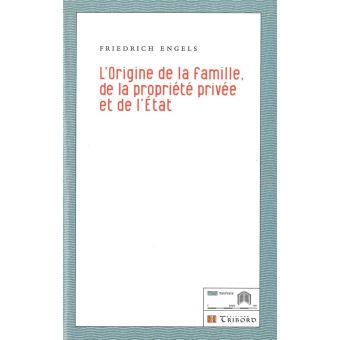 FRIEDRICH ENGELS
L'Origine de la famille,
de la propriété privée
et de l'État
TRIBORD